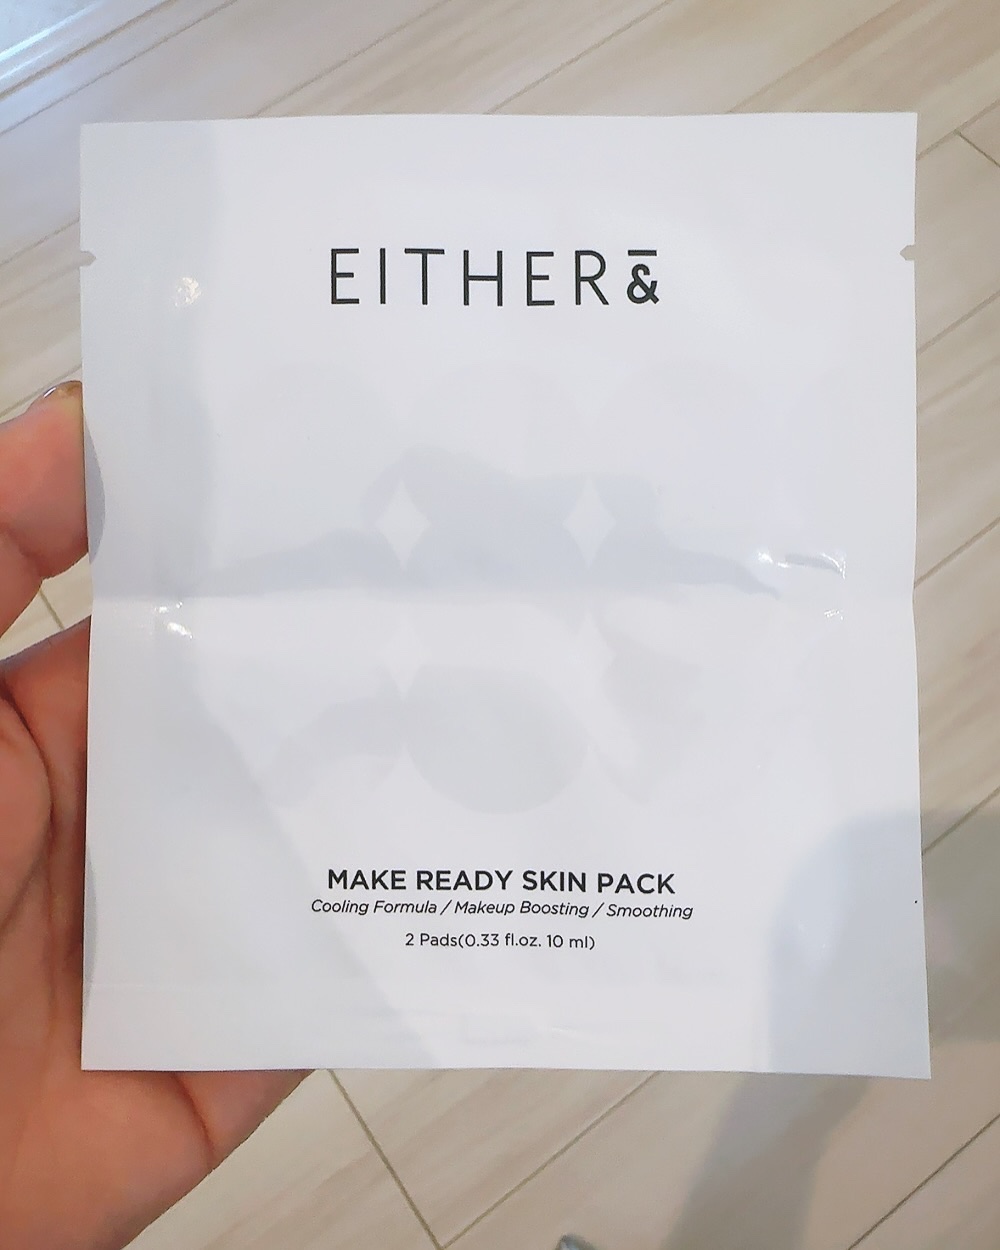 EITHER&
MAKE READY SKIN PACK
Cooling Formula / Makeup Boosting / Smoothing
2 Pads(0.33 fl.oz. 10 ml)